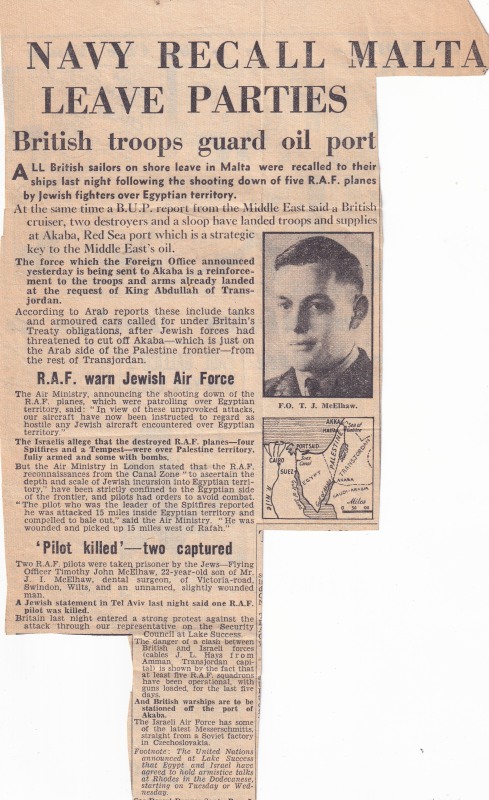 NAVY RECALL MALTA
LEAVE PARTIES
British troops guard oil port
ALL British sailors on shore leave in Malta were recalled to their
ships last night following the shooting down of five R.A.F. planes
by Jewish fighters over Egyptian territory.
At the same time a B.U.P. report from the Middle East said a British
cruiser, two destroyers and a sloop have landed troops and supplies
at Akaba, Red Sea port which is a strategic
key to the Middle East's oil.
The force which the Foreign Office announced
yesterday is being sent to Akaba is a reinforce-
ment to the troops and arms already landed
at the request of King Abdullah of Trans-
jordan.
According to Arab reports these include tanks
and armoured cars called for under Britain's
Treaty obligations, after Jewish forces had
threatened to cut off Akaba—which is just on
the Arab side of the Palestine frontier—from
the rest of Transjordan.
R.A.F. warn Jewish Air Force
The Air Ministry, announcing the shooting down of the
R.A.F. planes, which were patrolling over Egyptian
territory, said: "In view of these unprovoked attacks,
our aircraft have now been instructed to regard as
hostile any Jewish aircraft encountered over Egyptian
territory."
The Israelis allege that the destroyed R.A.F. planes—four
Spitfires and a Tempest—were over Palestine territory,
fully armed and some with bombs.
But the Air Ministry in London stated that the R.A.F.
reconnaissances from the Canal Zone "to ascertain the
depth and scale of Jewish incursion into Egyptian terri-
tory," have been strictly confined to the Egyptian side
of the frontier, and pilots had orders to avoid combat.
"The pilot who was the leader of the Spitfires reported
he was attacked 15 miles inside Egyptian territory and
compelled to bale out," said the Air Ministry. "He was
wounded and picked up 15 miles west of Rafah."
'Pilot killed'—two captured
Two R.A.F. pilots were taken prisoner by the Jews—Flying
Officer Timothy John McElhaw, 22-year-old son of Mr.
J. I. McElhaw, dental surgeon, of Victoria-road,
Swindon, Wilts, and an unnamed, slightly wounded
man.
A Jewish statement in Tel Aviv last night said one R.A.F.
pilot was killed.
Britain last night entered a strong protest against the
attack through our representative on the Security
Council at Lake Success.
The danger of a clash between
British and Israeli forces
(cables J. L. Hays from
Amman, Transjordan capi-
tal) is shown by the fact that
at least five R.A.F. squadrons
have been operational, with
guns loaded, for the last five
days.
And British warships are to be
stationed off the port of
Akaba.
The Israeli Air Force has some
of the latest Messerschmitts,
straight from a Soviet factory
in Czechoslovakia.
Footnote: The United Nations
announced at Lake Success
that Egypt and Israel have
agreed to hold armistice talks
at Rhodes in the Dodecanese,
starting on Tuesday or Wed-
nesday.
F.O. T. J. McElhaw.
HAIFA
Sea of
Galilee
PORT SAID
Suez
Canal
CAIRO
SUEZ
EGYPT
PALESTINE
TRANSJORDAN
AKABA
SAUDI-ARABIA
R. NILE
Miles